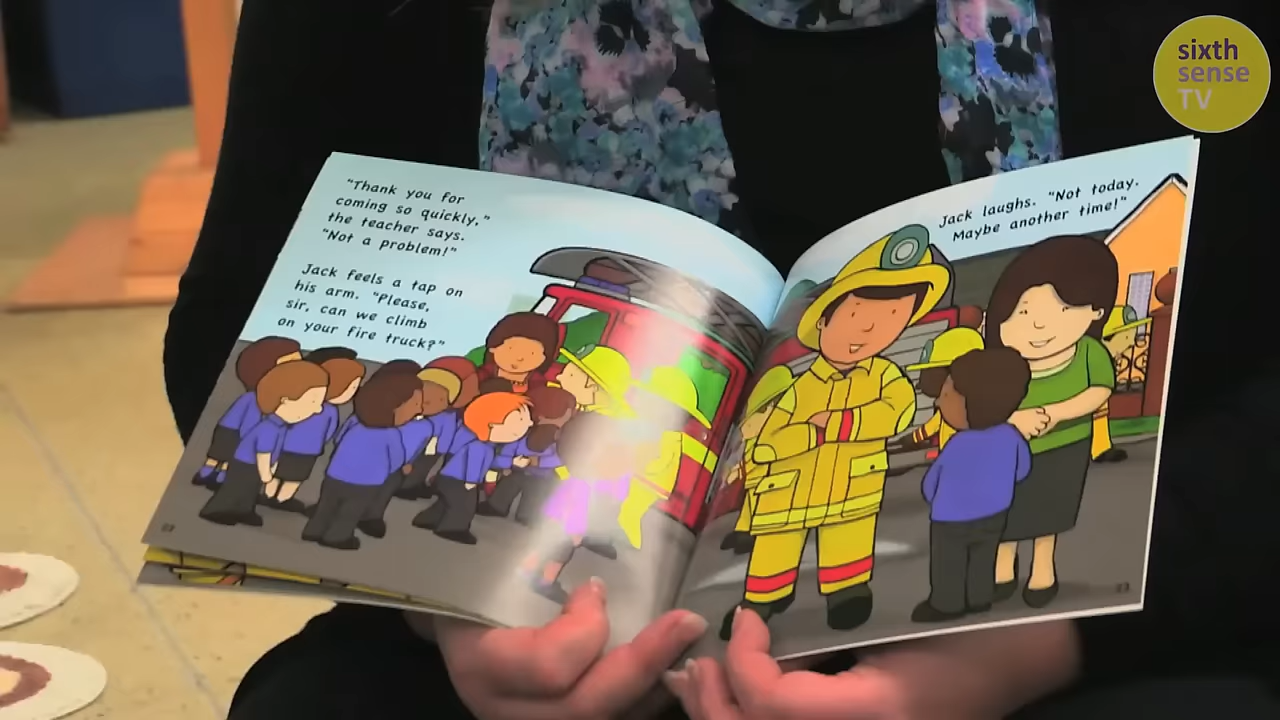 sixth
sense
TV
"Thank you for
coming so quickly,"
the teacher says.
"Not a problem!"
Jack feels a tap on
his arm. "Please,
sir, can we climb
on your fire truck?"
Jack laughs. "Not today.
Maybe another time!"